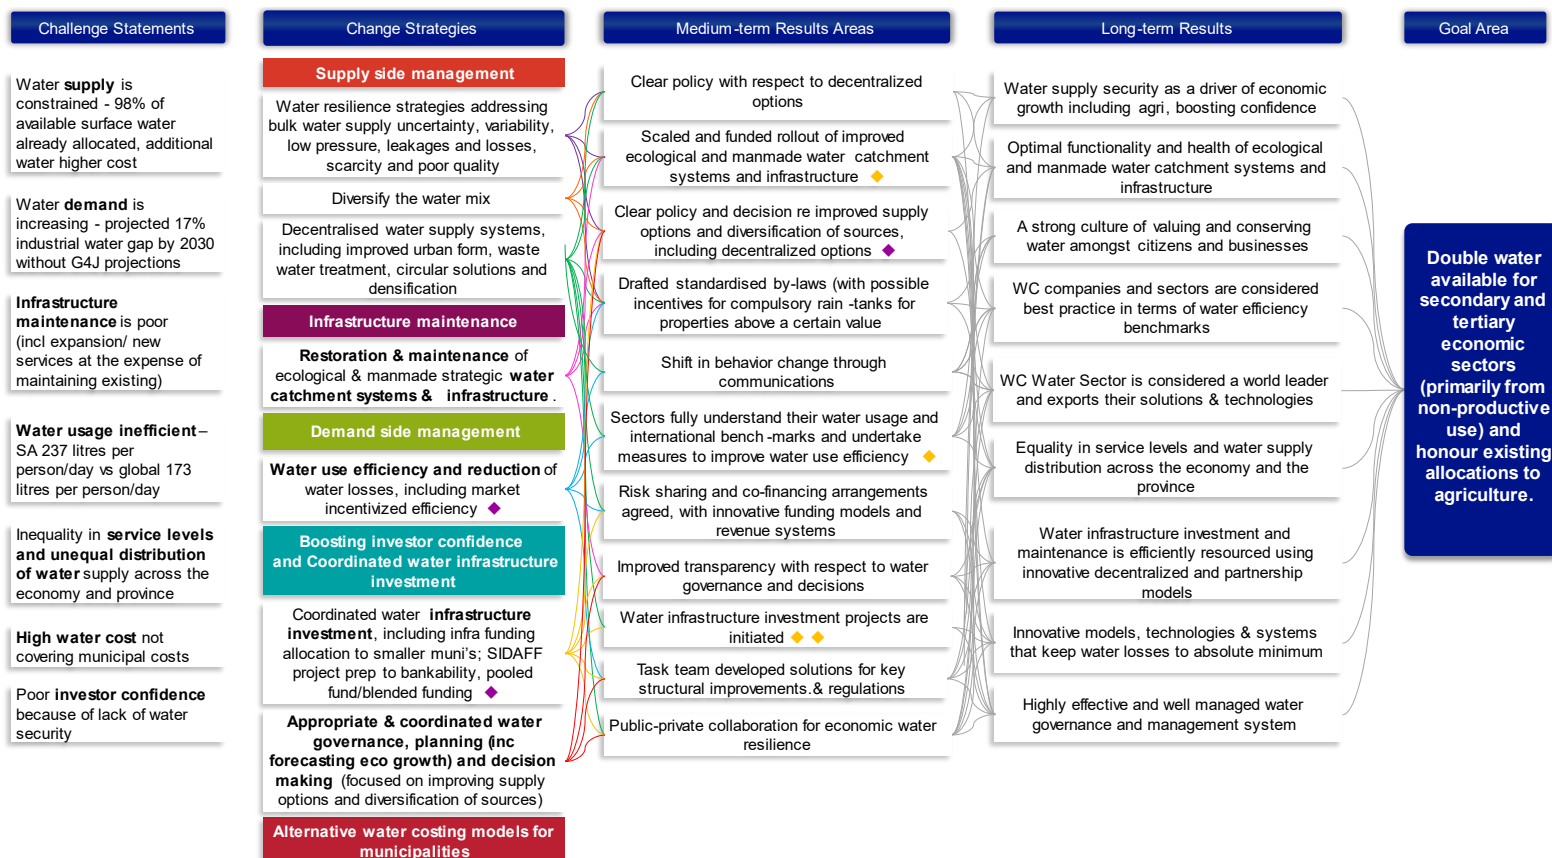 Challenge Statements
Water supply is
constrained - 98% of
available surface water
already allocated, additional
water higher cost
Water demand is
increasing - projected 17%
industrial water gap by 2030
without G4J projections
Infrastructure
maintenance is poor
(incl expansion/ new
services at the expense of
maintaining existing)
Water usage inefficient –
SA 237 litres per
person/day vs global 173
litres per person/day
Inequality in service levels
and unequal distribution
of water supply across the
economy and province
High water cost not
covering municipal costs
Poor investor confidence
because of lack of water
security
Change Strategies
Supply side management
Water resilience strategies addressing
bulk water supply uncertainty, variability,
low pressure, leakages and losses,
scarcity and poor quality
Diversify the water mix
Decentralised water supply systems,
including improved urban form, waste
water treatment, circular solutions and
densification
Infrastructure maintenance
Restoration & maintenance of
ecological & manmade strategic water
catchment systems & infrastructure .
Demand side management
Water use efficiency and reduction of
water losses, including market
incentivized efficiency
Boosting investor confidence
and Coordinated water infrastructure
investment
Coordinated water infrastructure
investment, including infra funding
allocation to smaller muni's; SIDAFF
project prep to bankability, pooled
fund/blended funding
Appropriate & coordinated water
governance, planning (inc
forecasting eco growth) and decision
making (focused on improving supply
options and diversification of sources)
Alternative water costing models for
municipalities
Medium-term Results Areas
Clear policy with respect to decentralized
options
Scaled and funded rollout of improved
ecological and manmade water catchment
systems and infrastructure
Clear policy and decision re improved supply
options and diversification of sources,
including decentralized options
Drafted standardised by-laws (with possible
incentives for compulsory rain -tanks for
properties above a certain value
Shift in behavior change through
communications
Sectors fully understand their water usage and
international bench -marks and undertake
measures to improve water use efficiency
Risk sharing and co-financing arrangements
agreed, with innovative funding models and
revenue systems
Improved transparency with respect to water
governance and decisions
Water infrastructure investment projects are
initiated
Task team developed solutions for key
structural improvements.& regulations
Public-private collaboration for economic water
resilience
Long-term Results
Water supply security as a driver of economic
growth including agri, boosting confidence
Optimal functionality and health of ecological
and manmade water catchment systems and
infrastructure
A strong culture of valuing and conserving
water amongst citizens and businesses
WC companies and sectors are considered
best practice in terms of water efficiency
benchmarks
WC Water Sector is considered a world leader
and exports their solutions & technologies
Equality in service levels and water supply
distribution across the economy and the
province
Water infrastructure investment and
maintenance is efficiently resourced using
innovative decentralized and partnership
models
Innovative models, technologies & systems
that keep water losses to absolute minimum
Highly effective and well managed water
governance and management system
Goal Area
Double water
available for
secondary and
tertiary
economic
sectors
(primarily from
non-productive
use) and
honour existing
allocations to
agriculture.